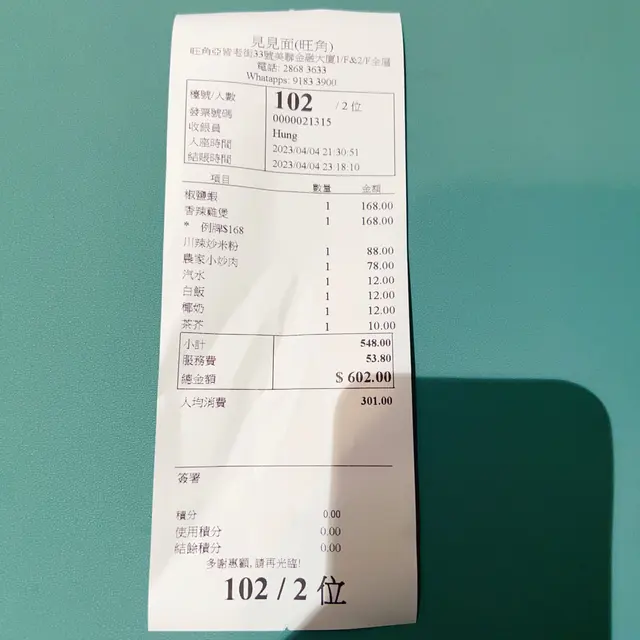 見見面(旺角)
旺角亞皆老街33號英聯金融大廈1/F&2/F全層
電話: 2868 3633
Whatapps: 9183 3900
檯號/人數 102 / 2 位
發票號碼 0000021315
收銀員 Hung
入座時間 2023/04/04 21:30:51
結賬時間 2023/04/04 23:18:10
項目 數量 金額
椒鹽蝦 1 168.00
香辣雞煲 1 168.00
* 例牌$168
川辣炒米粉 1 88.00
農家小炒肉 1 78.00
汽水 1 12.00
白飯 1 12.00
椰奶 1 12.00
茶芥 1 10.00
小計 548.00
服務費 53.80
總金額 $ 602.00
人均消費 301.00
簽署
積分 0.00
使用積分 0.00
結餘積分 0.00
多謝惠顧, 請再光臨!
102 / 2 位